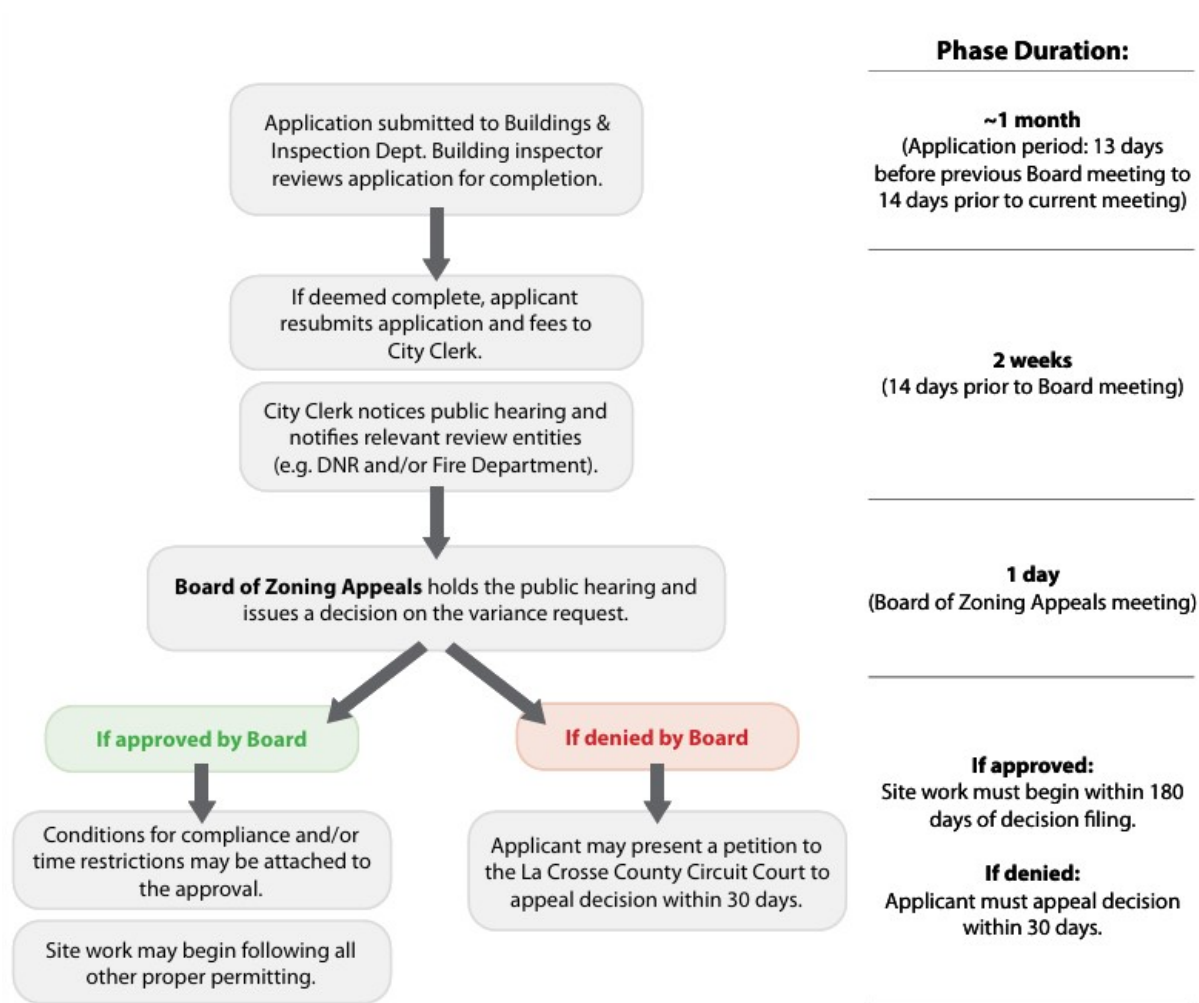 Phase Duration:
Application submitted to Buildings &
Inspection Dept. Building inspector
reviews application for completion.
~1 month
(Application period: 13 days
before previous Board meeting to
14 days prior to current meeting)
If deemed complete, applicant
resubmits application and fees to
City Clerk.
City Clerk notices public hearing and
notifies relevant review entities
(e.g. DNR and/or Fire Department).
2 weeks
(14 days prior to Board meeting)
Board of Zoning Appeals holds the public hearing and
issues a decision on the variance request.
1 day
(Board of Zoning Appeals meeting)
If approved by Board
If denied by Board
Conditions for compliance and/or
time restrictions may be attached to
the approval.
Site work may begin following all
other proper permitting.
Applicant may present a petition to
the La Crosse County Circuit Court to
appeal decision within 30 days.
If approved:
Site work must begin within 180
days of decision filing.
If denied:
Applicant must appeal decision
within 30 days.